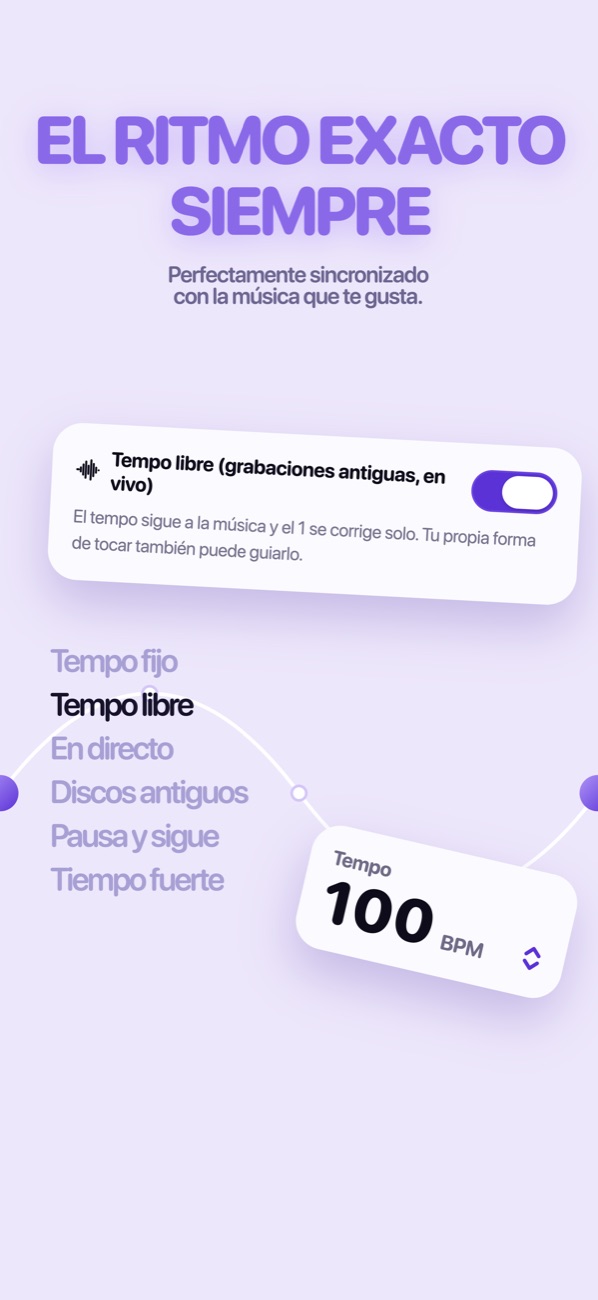 EL RITMO EXACTO
SIEMPRE
Perfectamente sincronizado
con la música que te gusta.
Tempo libre (grabaciones antiguas, en
vivo)
El tempo sigue a la música y el 1 se corrige solo. Tu propia forma
de tocar también puede guiarlo.
Tempo fijo
Tempo libre
En directo
Discos antiguos
Pausa y sigue
Tiempo fuerte
Tempo
100 BPM